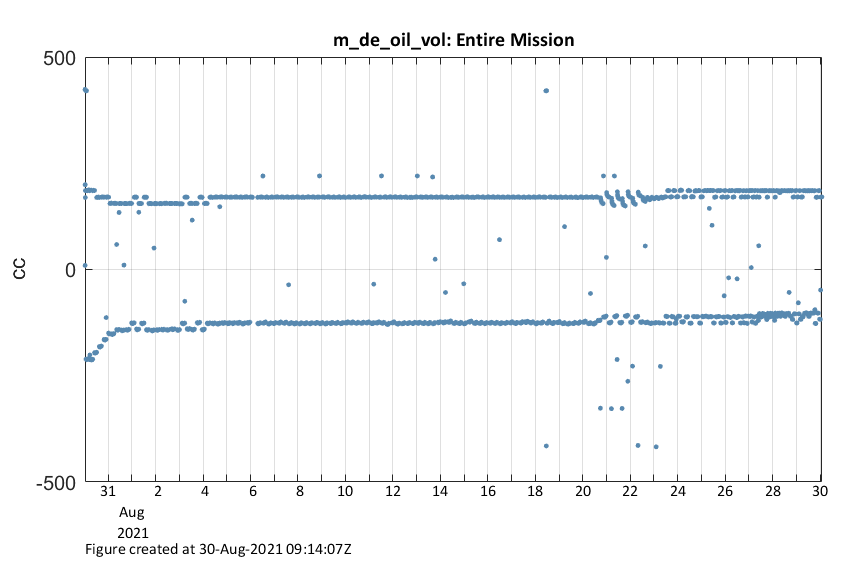 m_de_oil_vol: Entire Mission
500
0
-500
CC
31 2 4 6 8 10 12 14 16 18 20 22 24 26 28 30
Aug
2021
Figure created at 30-Aug-2021 09:14:07Z